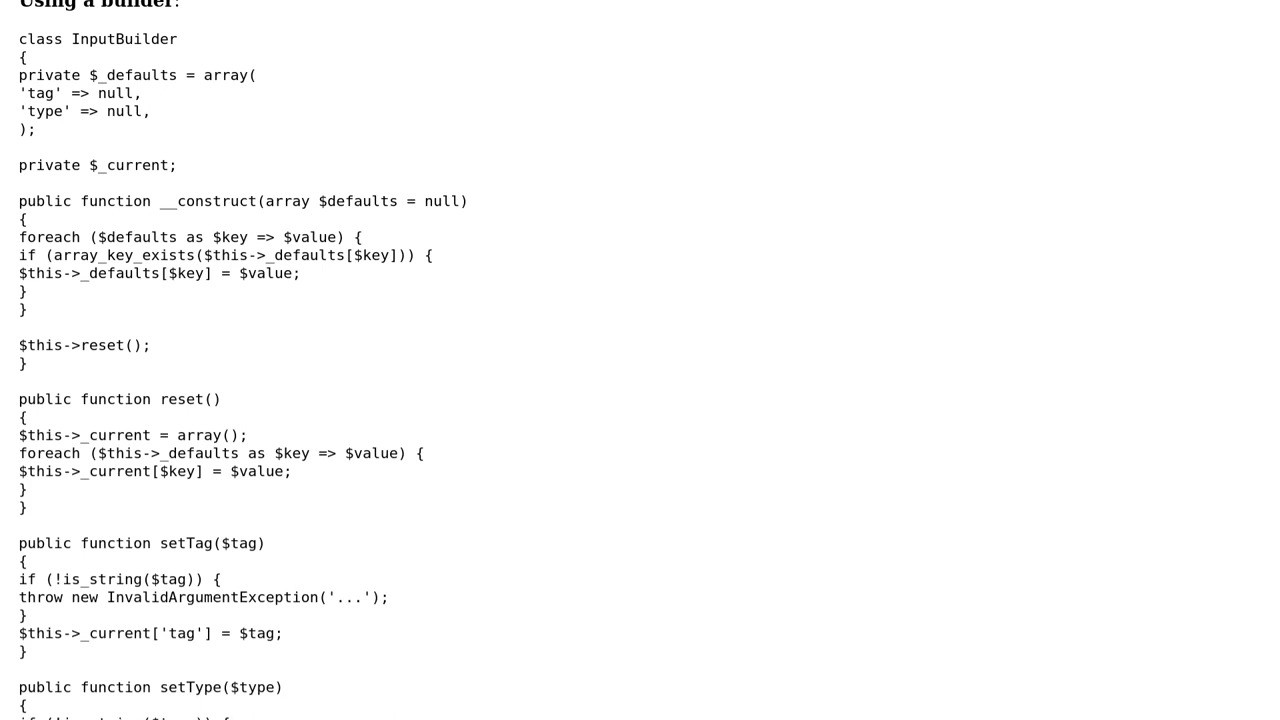 Using a builder:
class InputBuilder
{
private $_defaults = array(
'tag' => null,
'type' => null,
);
private $_current;
public function __construct(array $defaults = null)
{
foreach ($defaults as $key => $value) {
if (array_key_exists($this->_defaults[$key])) {
$this->_defaults[$key] = $value;
}
}
$this->reset();
}
public function reset()
{
$this->_current = array();
foreach ($this->_defaults as $key => $value) {
$this->_current[$key] = $value;
}
}
public function setTag($tag)
{
if (!is_string($tag)) {
throw new InvalidArgumentException('...');
}
$this->_current['tag'] = $tag;
}
public function setType($type)
{